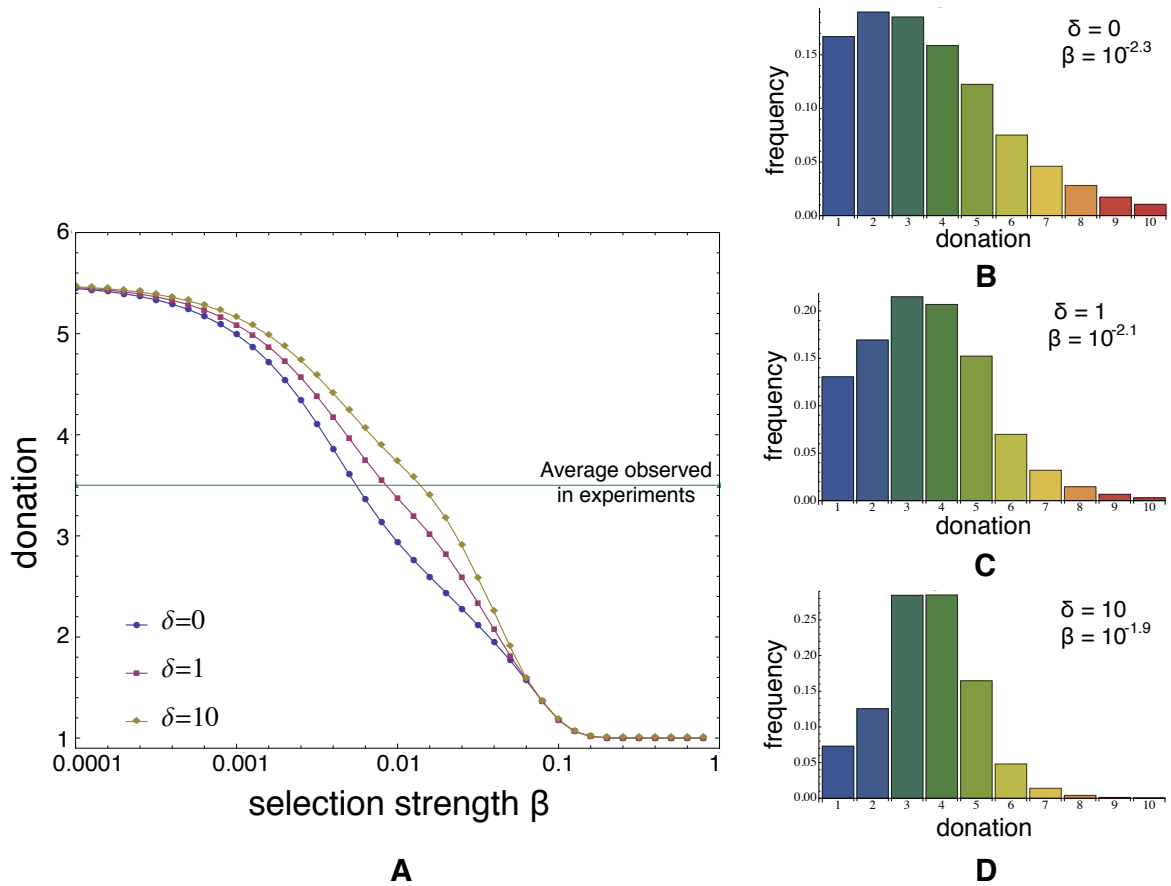 6
5
4
3
2
1
donation
Average observed
in experiments
δ=0
δ=1
δ=10
0.0001
0.001
0.01
0.1
1
selection strength β
A
0.15
0.10
0.05
0.00
frequency
δ = 0
β = 10^-2.3
1 2 3 4 5 6 7 8 9 10
donation
B
0.20
0.15
0.10
0.05
0.00
frequency
δ = 1
β = 10^-2.1
1 2 3 4 5 6 7 8 9 10
donation
C
0.25
0.20
0.15
0.10
0.05
0.00
frequency
δ = 10
β = 10^-1.9
1 2 3 4 5 6 7 8 9 10
donation
D